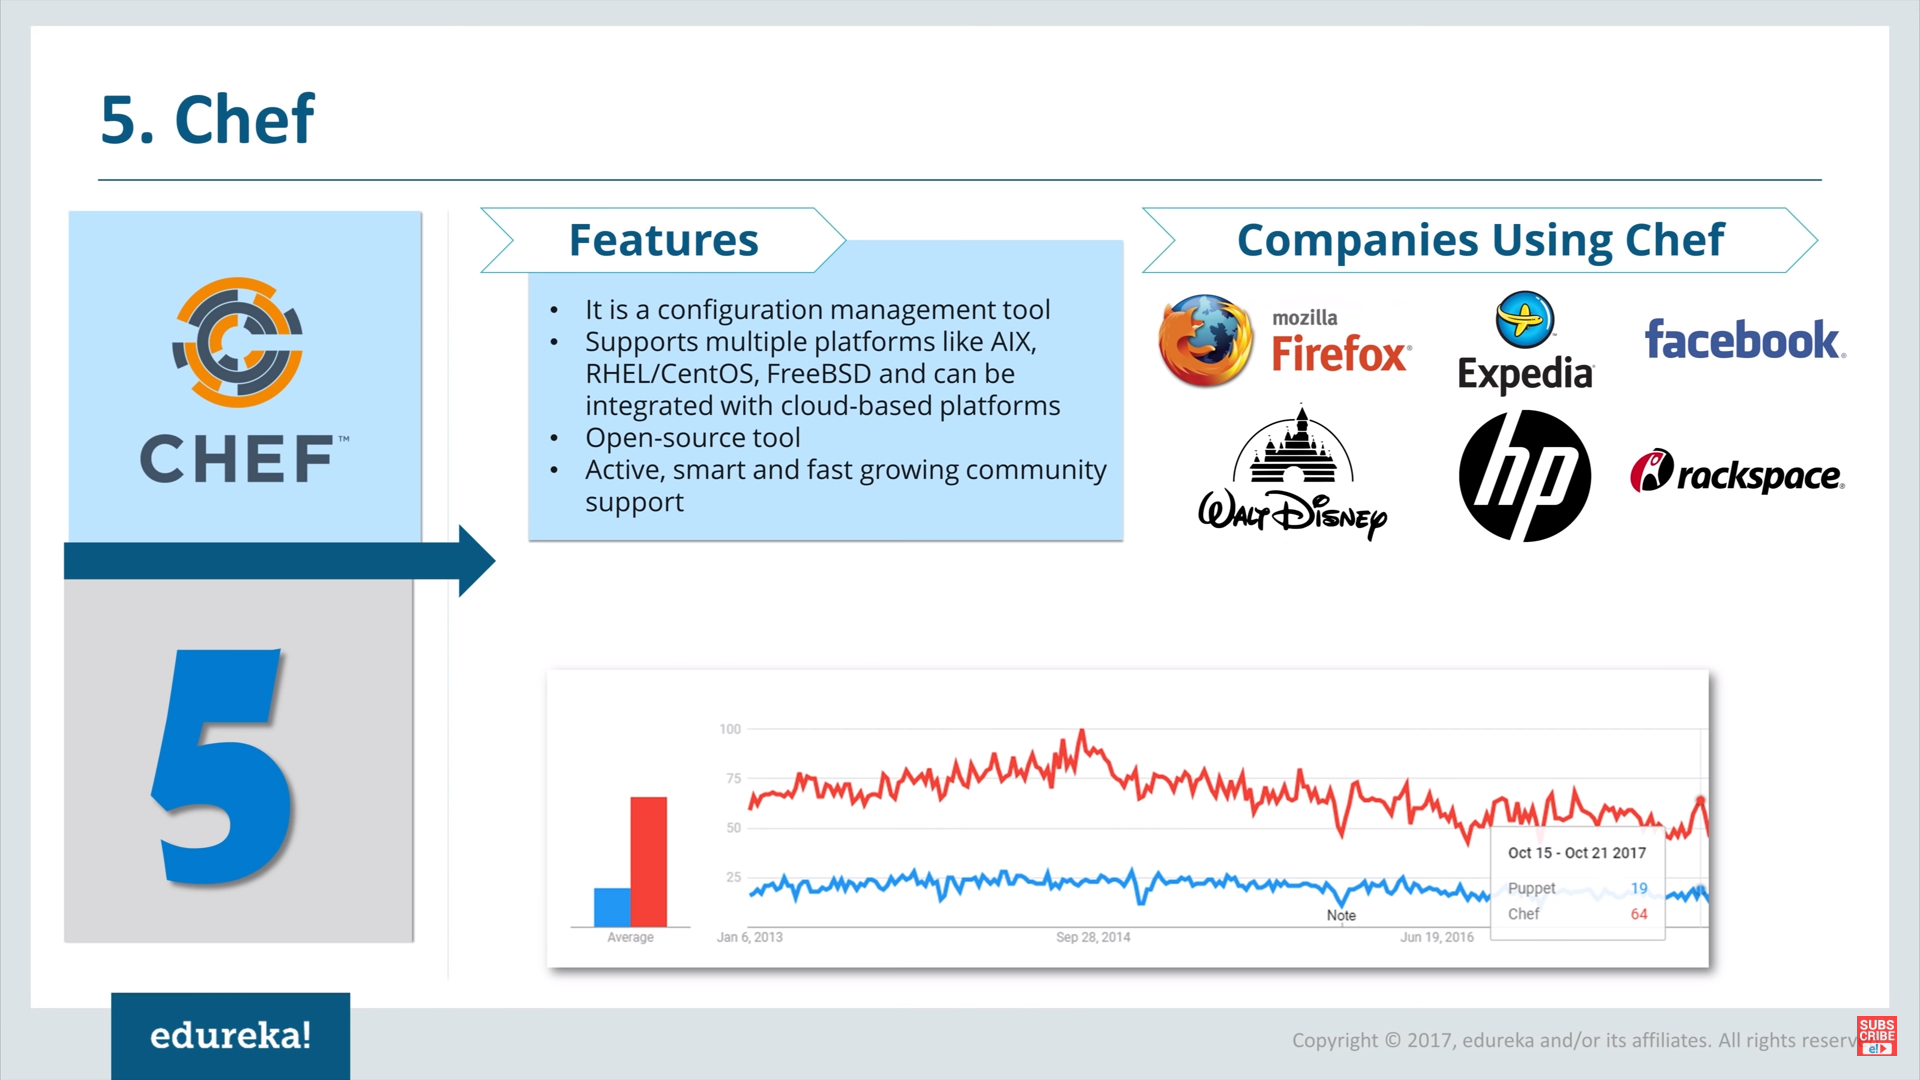 5. Chef
CHEF™
5
Features
• It is a configuration management tool
• Supports multiple platforms like AIX,
RHEL/CentOS, FreeBSD and can be
integrated with cloud-based platforms
• Open-source tool
• Active, smart and fast growing community
support
Companies Using Chef
mozilla
Firefox
Expedia
facebook
WALT DISNEY
hp
rackspace
100
75
50
25
Average
Jan 6, 2013
Sep 28, 2014
Jun 19, 2016
Note
Oct 15 - Oct 21 2017
Puppet 19
Chef 64
edureka!
Copyright © 2017, edureka and/or its affiliates. All rights reserv
SUBS
CRIBE
e!